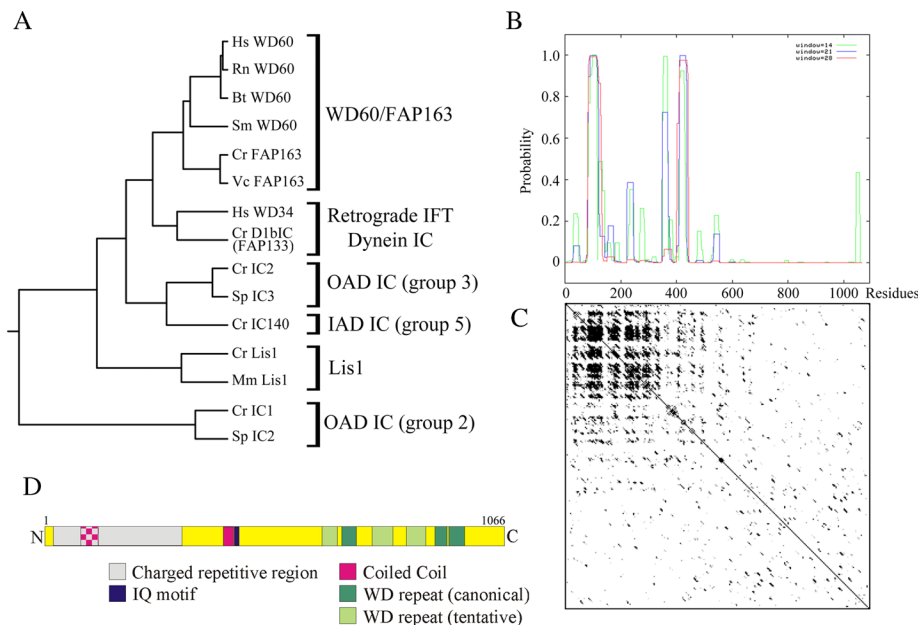 A
Hs WD60
Rn WD60
Bt WD60
Sm WD60
Cr FAP163
Vc FAP163
WD60/FAP163
Hs WD34
Cr D1bIC
(FAP133)
Retrograde IFT
Dynein IC
Cr IC2
Sp IC3
OAD IC (group 3)
Cr IC140
IAD IC (group 5)
Cr Lis1
Mm Lis1
Lis1
Cr IC1
Sp IC2
OAD IC (group 2)
B
window=14
window=21
window=28
1.0
0.8
0.6
0.4
0.2
0
Probability
0 200 400 600 800 1000 Residues
C
D
1 1066
N C
Charged repetitive region
IQ motif
Coiled Coil
WD repeat (canonical)
WD repeat (tentative)